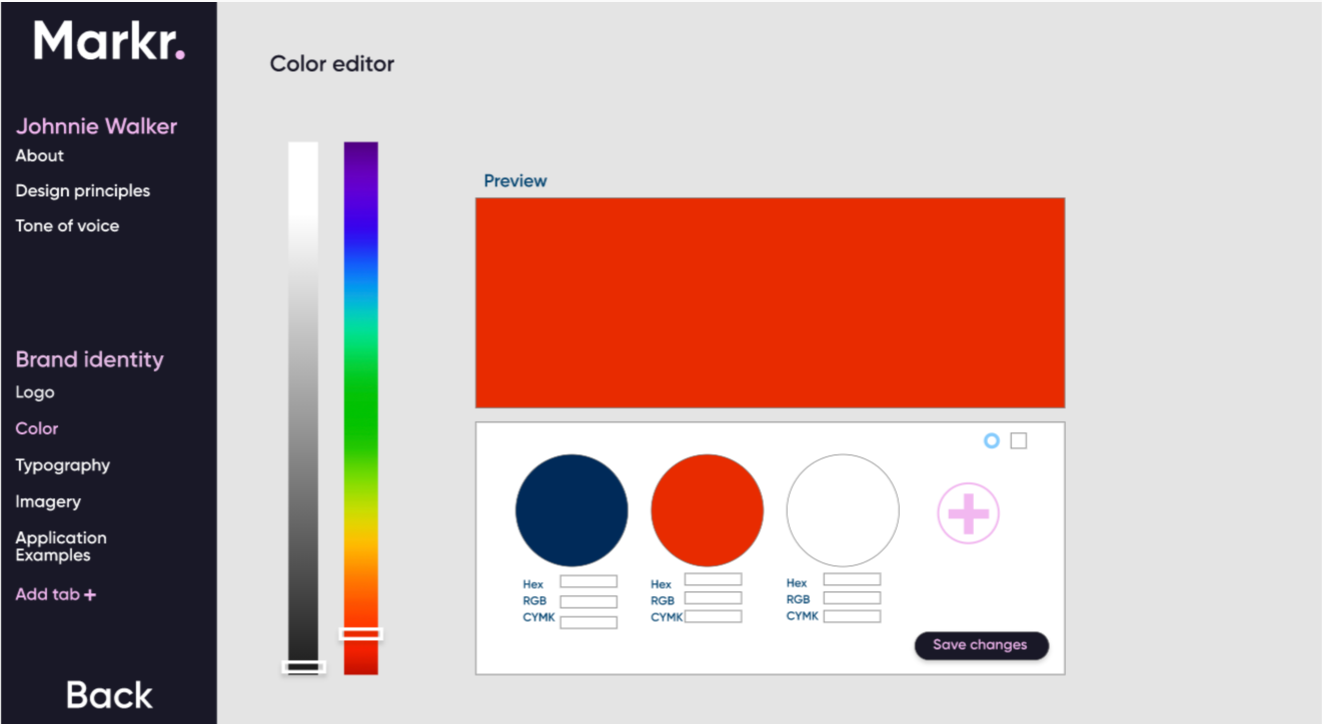 Markr.
Johnnie Walker
About
Design principles
Tone of voice
Brand identity
Logo
Color
Typography
Imagery
Application
Examples
Add tab +
Back
Color editor
Preview
Hex
RGB
CYMK
Hex
RGB
CYMK
Hex
RGB
CYMK
Save changes